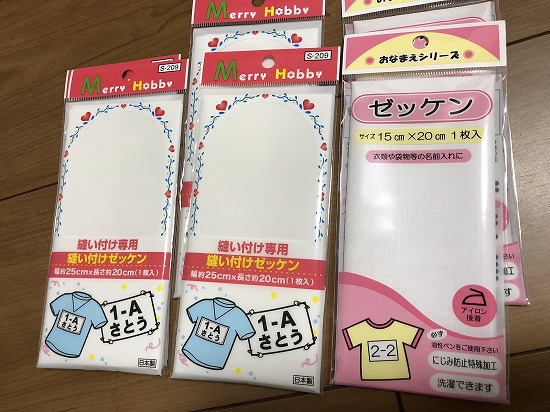 Merry Hobby
S-209
縫い付け専用
縫い付けゼッケン
幅約25cm×長さ約20cm(1枚入)
1-A
さとう
1-A
さとう
日本製
Merry Hobby
S-209
縫い付け専用
縫い付けゼッケン
幅約25cm×長さ約20cm(1枚入)
1-A
さとう
1-A
さとう
日本製
Merry Hobby
おなまえシリーズ
ゼッケン
サイズ 15cm×20cm 1枚入
衣類や袋物等の名前入れに
アイロン
接着
2-2
必ず
油性ペンをご使用下さい
にじみ防止特殊加工
洗濯できます